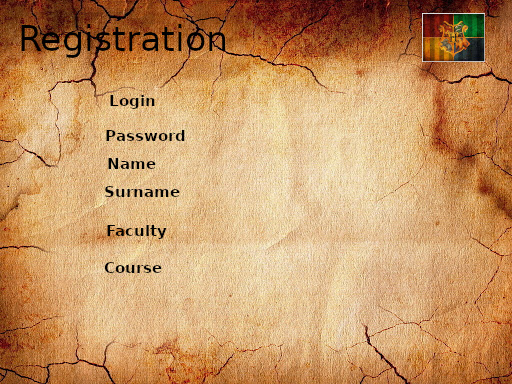 Registration
Login
Password
Name
Surname
Faculty
Course